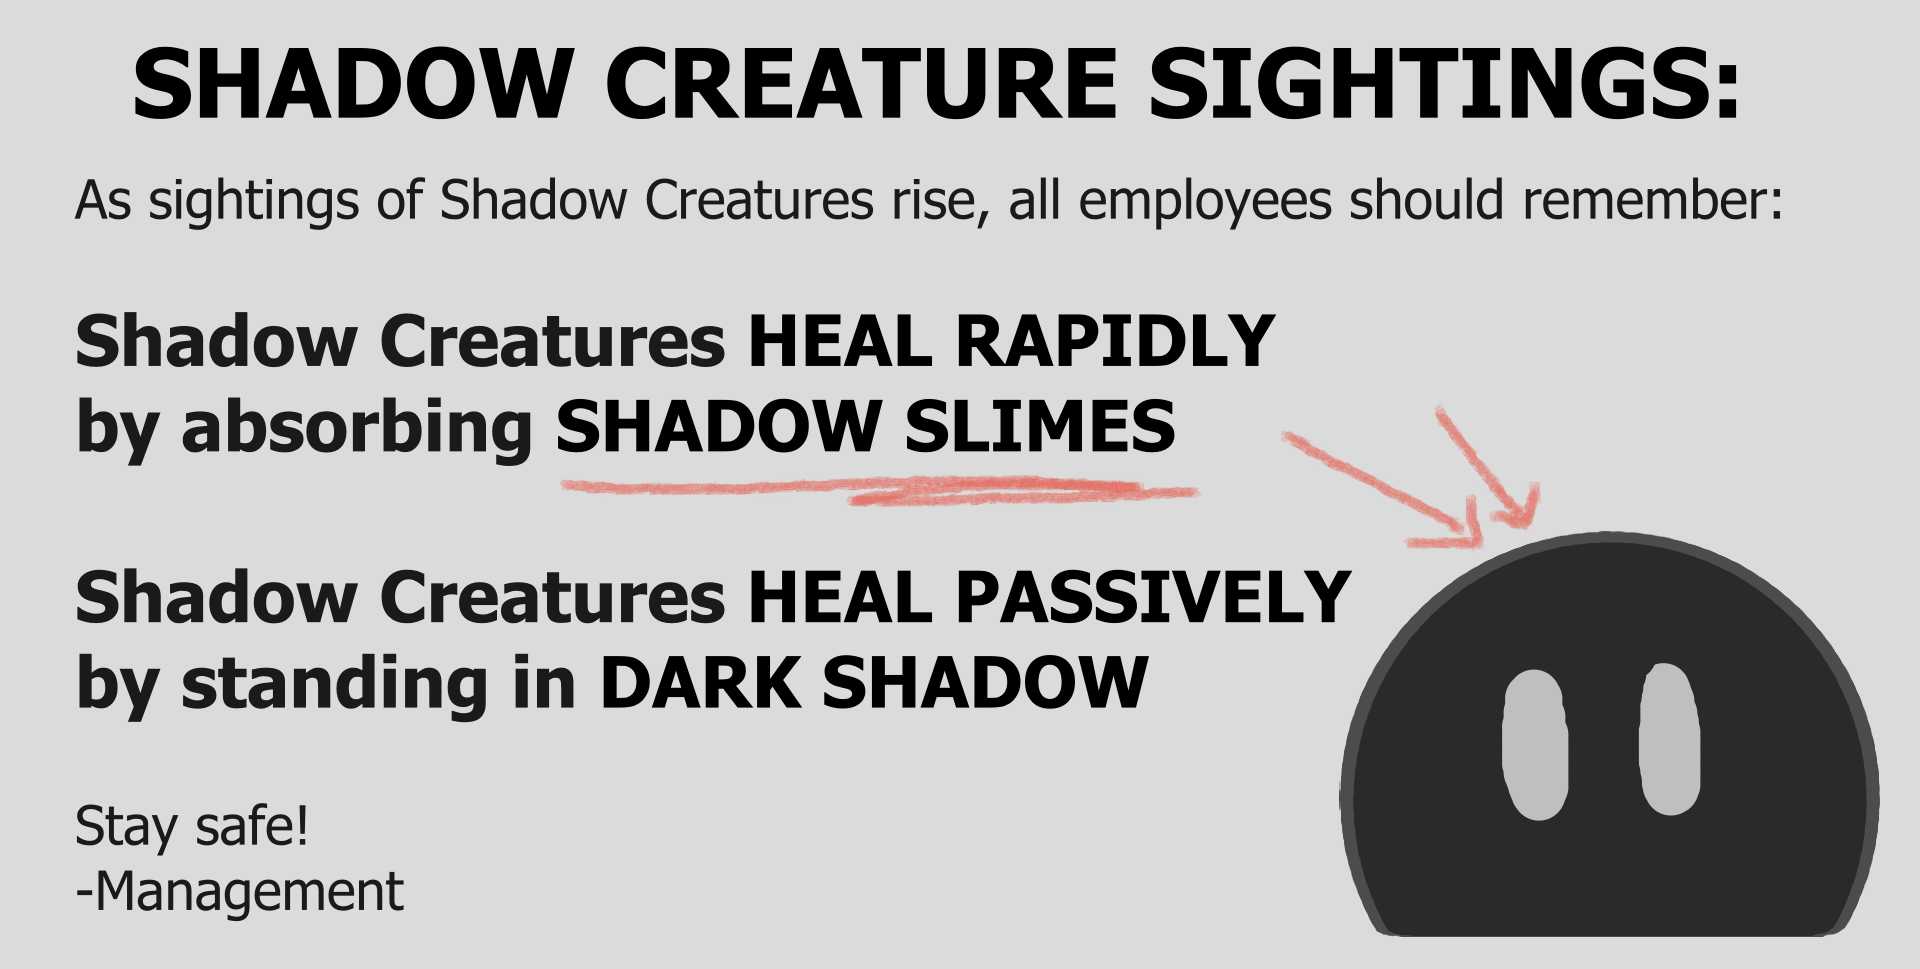 SHADOW CREATURE SIGHTINGS:
As sightings of Shadow Creatures rise, all employees should remember:
Shadow Creatures HEAL RAPIDLY
by absorbing SHADOW SLIMES
Shadow Creatures HEAL PASSIVELY
by standing in DARK SHADOW
Stay safe!
-Management